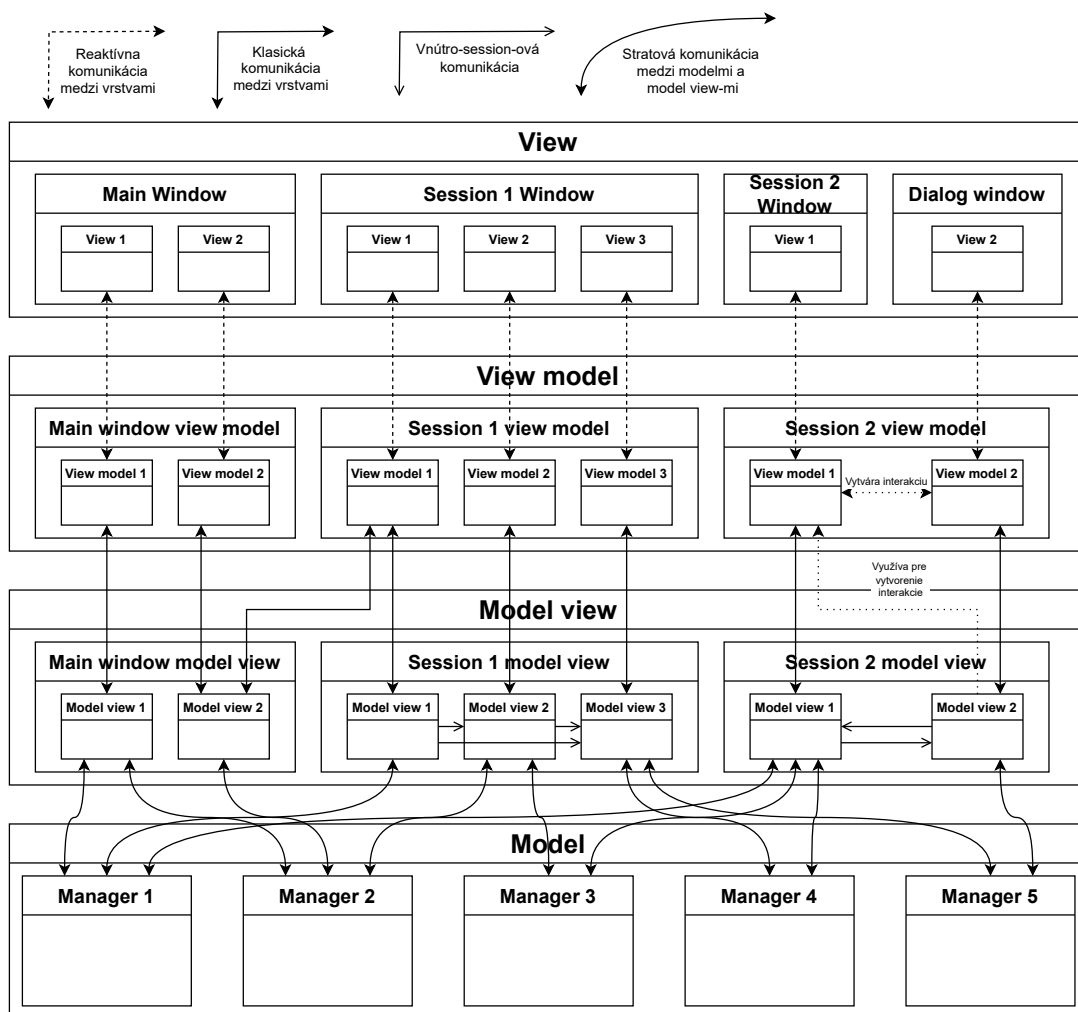 Reaktívna
komunikácia
medzi vrstvami
Klasická
komunikácia
medzi vrstvami
Vnútro-session-ová
komunikácia
Stratová komunikácia
medzi modelmi a
model view-mi
View
Main Window
Session 1 Window
Session 2
Window
Dialog window
View 1
View 2
View 1
View 2
View 3
View 1
View 2
View model
Main window view model
Session 1 view model
Session 2 view model
View model 1
View model 2
View model 1
View model 2
View model 3
View model 1
Vytvára interakciu
View model 2
Využíva pre
vytvorenie
interakcie
Model view
Main window model view
Session 1 model view
Session 2 model view
Model view 1
Model view 2
Model view 1
Model view 2
Model view 3
Model view 1
Model view 2
Model
Manager 1
Manager 2
Manager 3
Manager 4
Manager 5